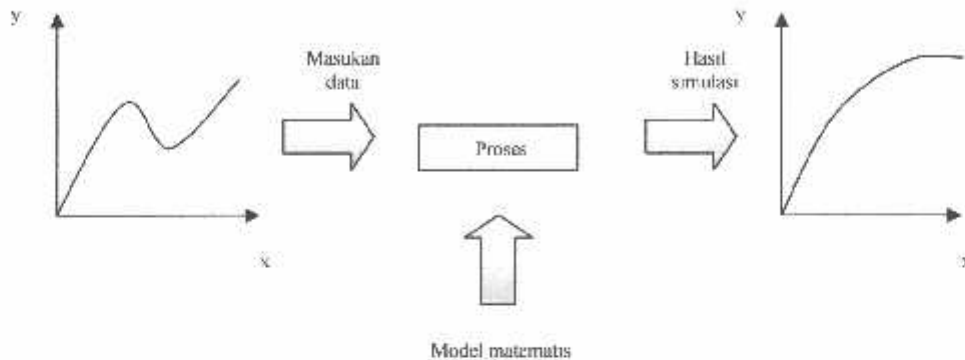 y
Masukan
data
Hasil
simulasi
y
Proses
x
x
Model matematis